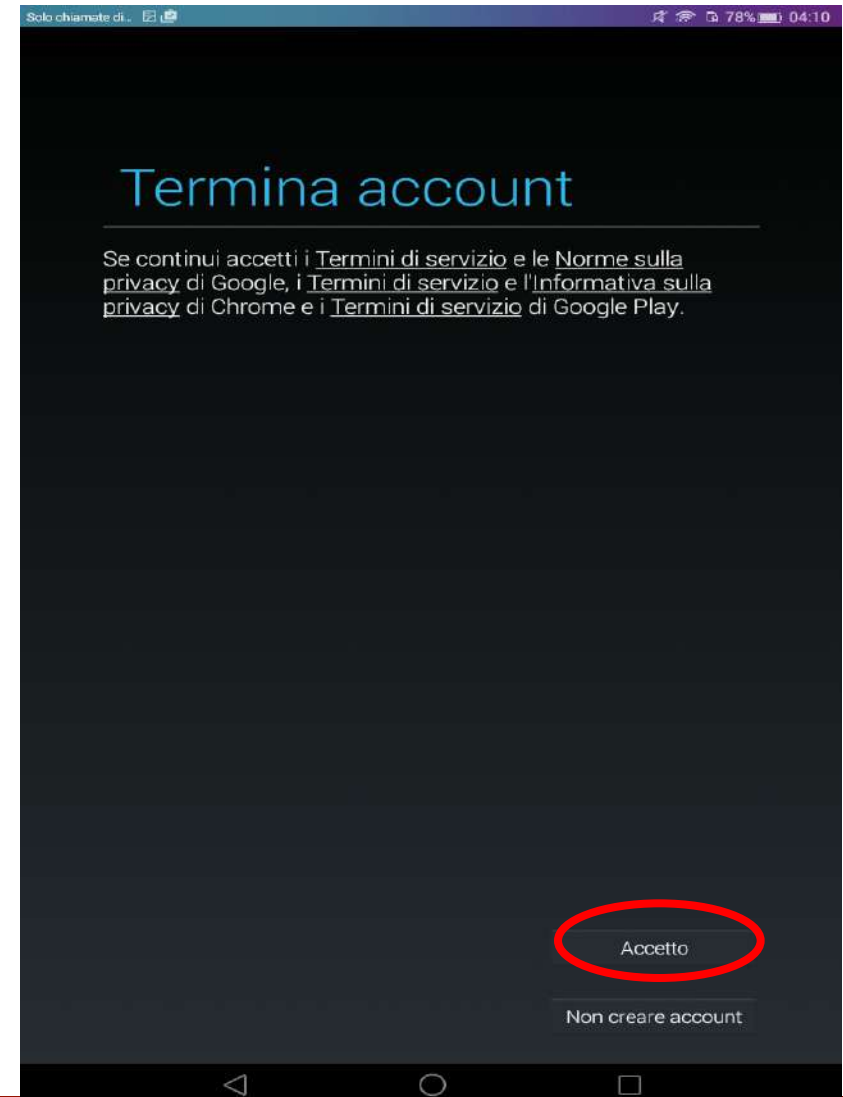 Solo chiamate di... 78% 04:10
Termina account
Se continui accetti i Termini di servizio e le Norme sulla
privacy di Google, i Termini di servizio e l'Informativa sulla
privacy di Chrome e i Termini di servizio di Google Play.
Accetto
Non creare account